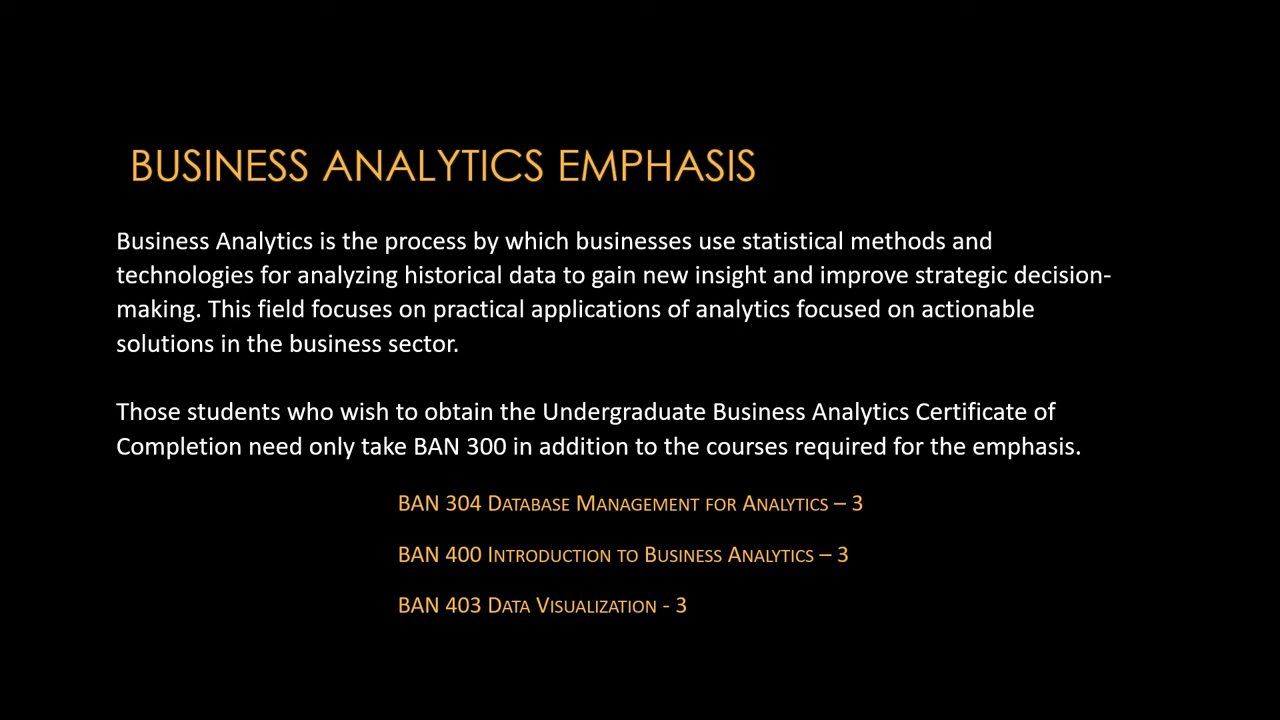 BUSINESS ANALYTICS EMPHASIS
Business Analytics is the process by which businesses use statistical methods and
technologies for analyzing historical data to gain new insight and improve strategic decision-
making. This field focuses on practical applications of analytics focused on actionable
solutions in the business sector.
Those students who wish to obtain the Undergraduate Business Analytics Certificate of
Completion need only take BAN 300 in addition to the courses required for the emphasis.
BAN 304 Database Management for Analytics – 3
BAN 400 Introduction to Business Analytics – 3
BAN 403 Data Visualization - 3